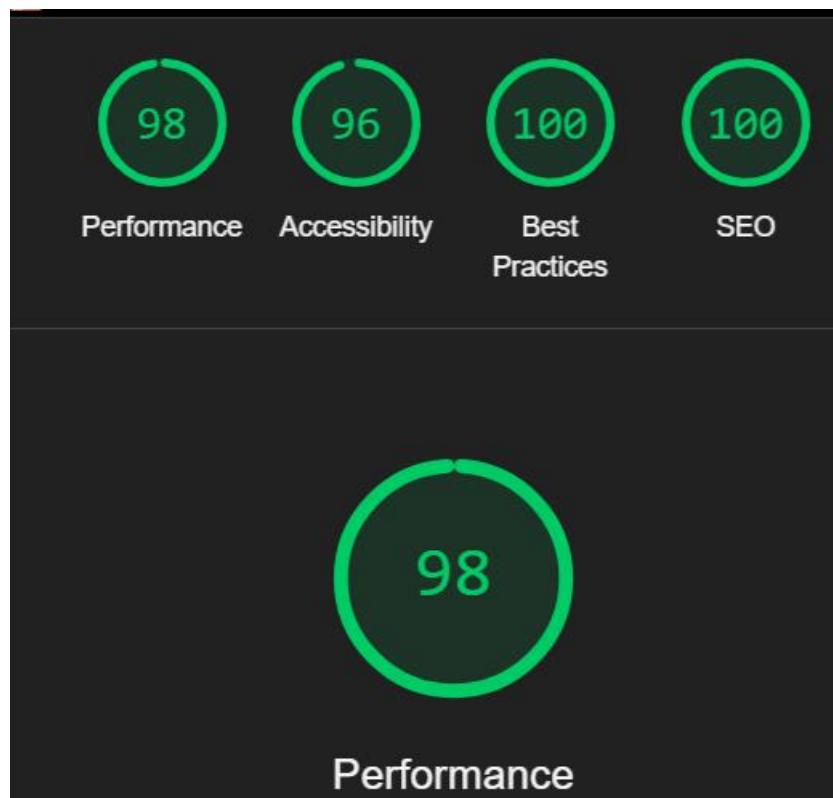 98 96 100 100
Performance Accessibility Best SEO
Practices
98
Performance